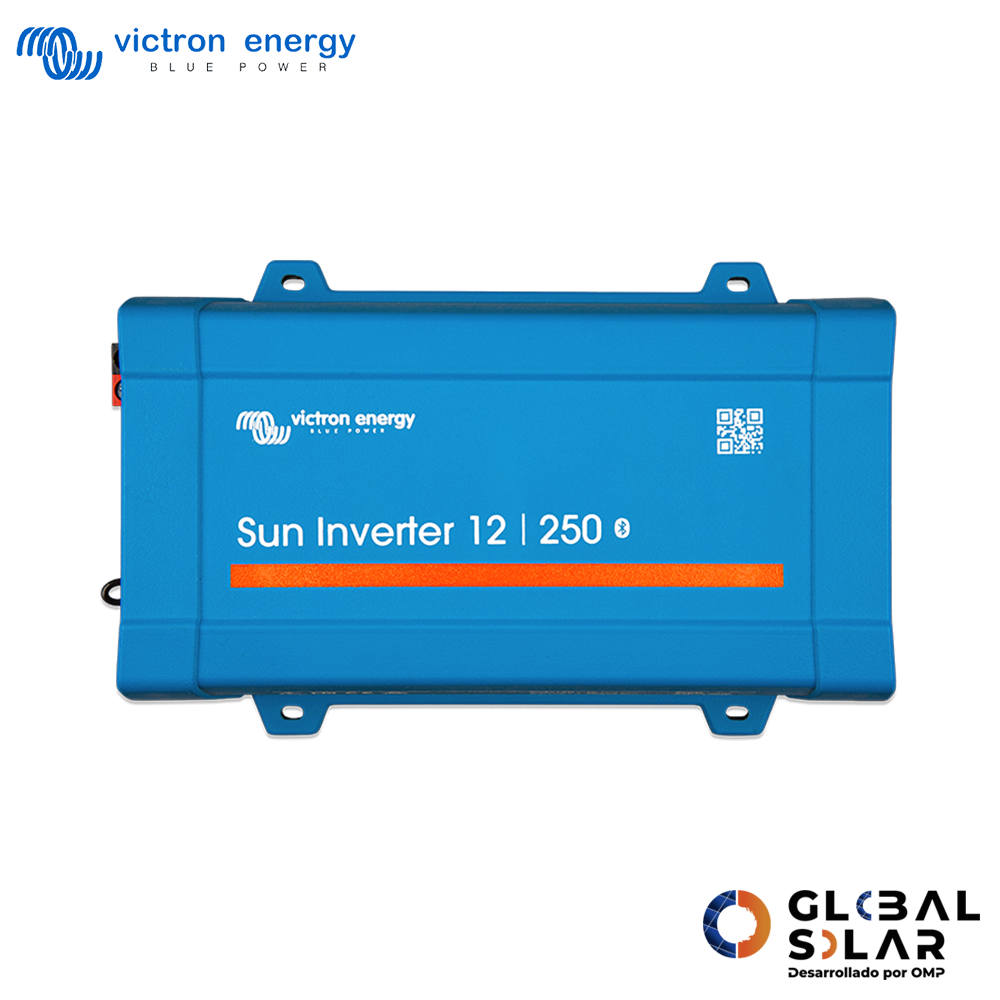 victron energy
BLUE POWER
victron energy
BLUE POWER
Sun Inverter 12 | 250
GLOBAL
SOLAR
Desarrollado por OMP